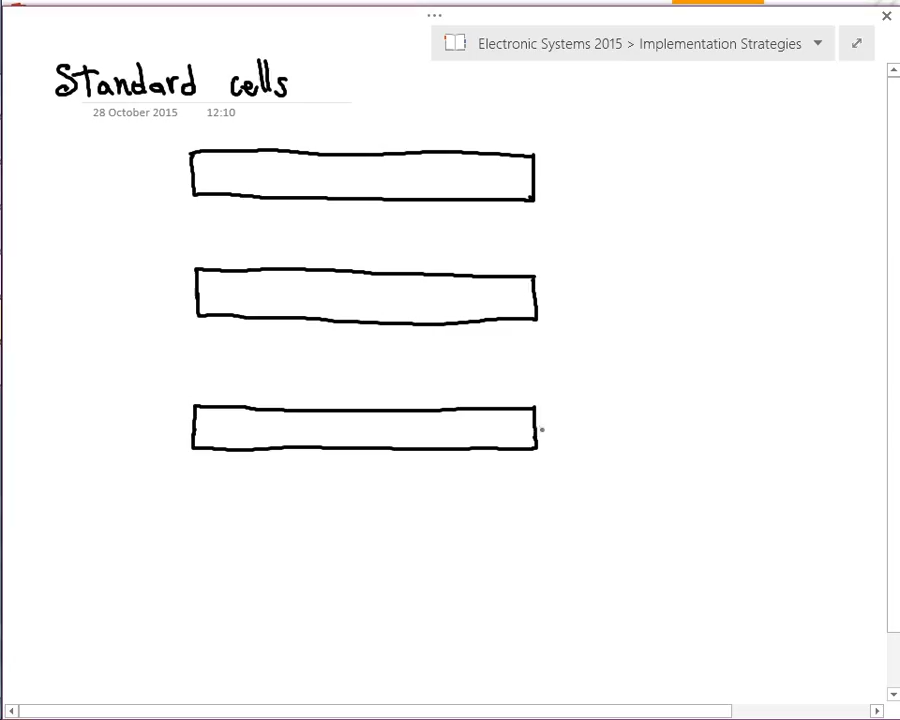 Electronic Systems 2015 > Implementation Strategies
Standard cells
28 October 2015 12:10